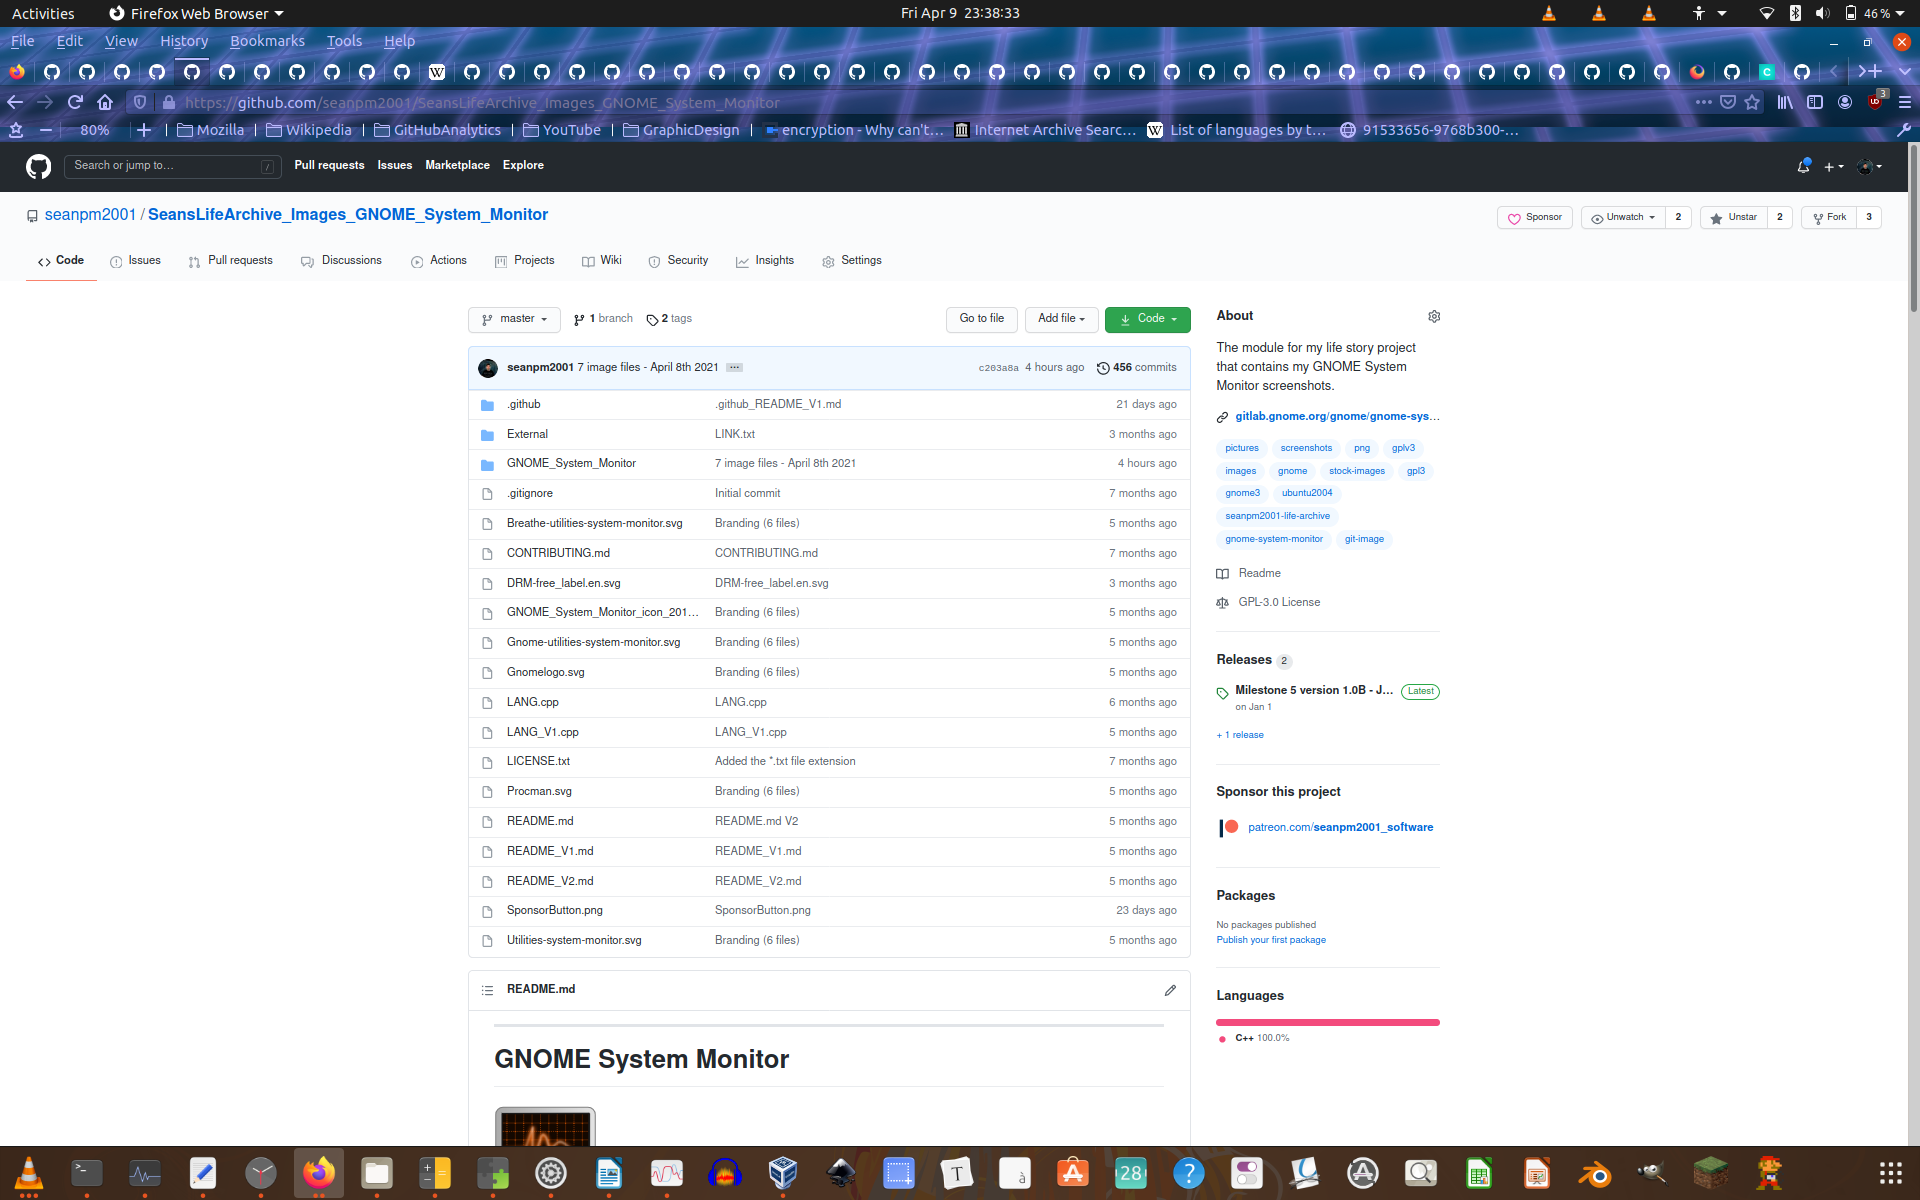 Activities Firefox Web Browser Fri Apr 9 23:38:33 46 %
File Edit View History Bookmarks Tools Help
https://github.com/seanpm2001/SeansLifeArchive_Images_GNOME_System_Monitor 3
80% Mozilla Wikipedia GitHubAnalytics YouTube GraphicDesign encryption - Why can't… Internet Archive Searc… List of languages by t… 91533656-9768b300-…
Search or jump to… / Pull requests Issues Marketplace Explore
seanpm2001 / SeansLifeArchive_Images_GNOME_System_Monitor Sponsor Unwatch 2 Unstar 2 Fork 3
Code Issues Pull requests Discussions Actions Projects Wiki Security Insights Settings
master 1 branch 2 tags Go to file Add file Code
seanpm2001 7 image files - April 8th 2021 … c203a8a 4 hours ago 456 commits
.github .github_README_V1.md 21 days ago
External LINK.txt 3 months ago
GNOME_System_Monitor 7 image files - April 8th 2021 4 hours ago
.gitignore Initial commit 7 months ago
Breathe-utilities-system-monitor.svg Branding (6 files) 5 months ago
CONTRIBUTING.md CONTRIBUTING.md 7 months ago
DRM-free_label.en.svg DRM-free_label.en.svg 3 months ago
GNOME_System_Monitor_icon_201… Branding (6 files) 5 months ago
Gnome-utilities-system-monitor.svg Branding (6 files) 5 months ago
Gnomelogo.svg Branding (6 files) 5 months ago
LANG.cpp LANG.cpp 6 months ago
LANG_V1.cpp LANG_V1.cpp 5 months ago
LICENSE.txt Added the *.txt file extension 7 months ago
Procman.svg Branding (6 files) 5 months ago
README.md README.md V2 5 months ago
README_V1.md README_V1.md 5 months ago
README_V2.md README_V2.md 5 months ago
SponsorButton.png SponsorButton.png 23 days ago
Utilities-system-monitor.svg Branding (6 files) 5 months ago
README.md
GNOME System Monitor
About
The module for my life story project
that contains my GNOME System
Monitor screenshots.
gitlab.gnome.org/gnome/gnome-sys…
pictures screenshots png gplv3
images gnome stock-images gpl3
gnome3 ubuntu2004
seanpm2001-life-archive
gnome-system-monitor git-image
Readme
GPL-3.0 License
Releases 2
Milestone 5 version 1.0B - J… Latest
on Jan 1
+ 1 release
Sponsor this project
patreon.com/seanpm2001_software
Packages
No packages published
Publish your first package
Languages
C++ 100.0%